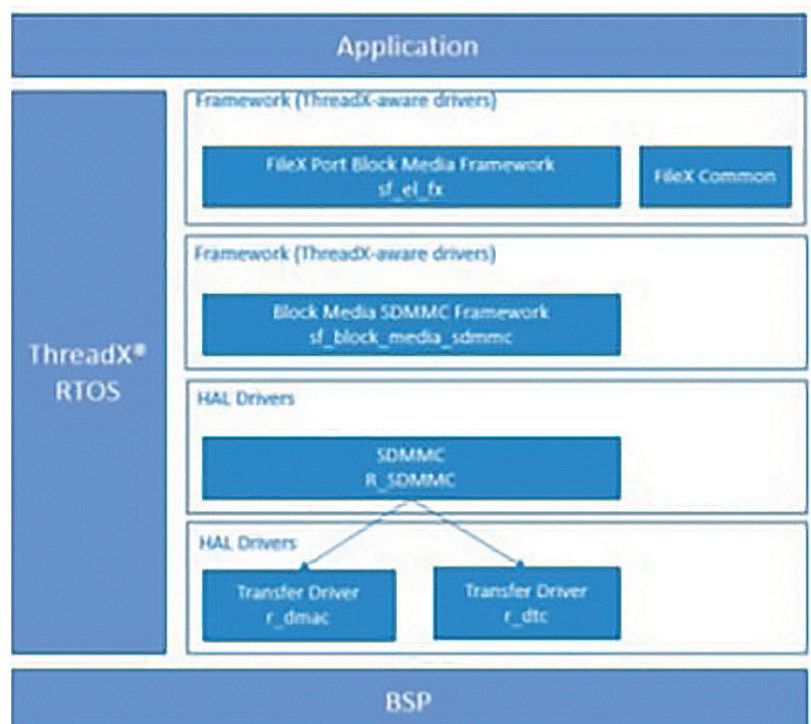 Application
Framework (ThreadX-aware drivers)
FileX Port Block Media Framework
sf_el_fx
FileX Common
Framework (ThreadX-aware drivers)
Block Media SDMMC Framework
sf_block_media_sdmmc
ThreadX®
RTOS
HAL Drivers
SDMMC
R_SDMMC
HAL Drivers
Transfer Driver
r_dmac
Transfer Driver
r_dtc
BSP